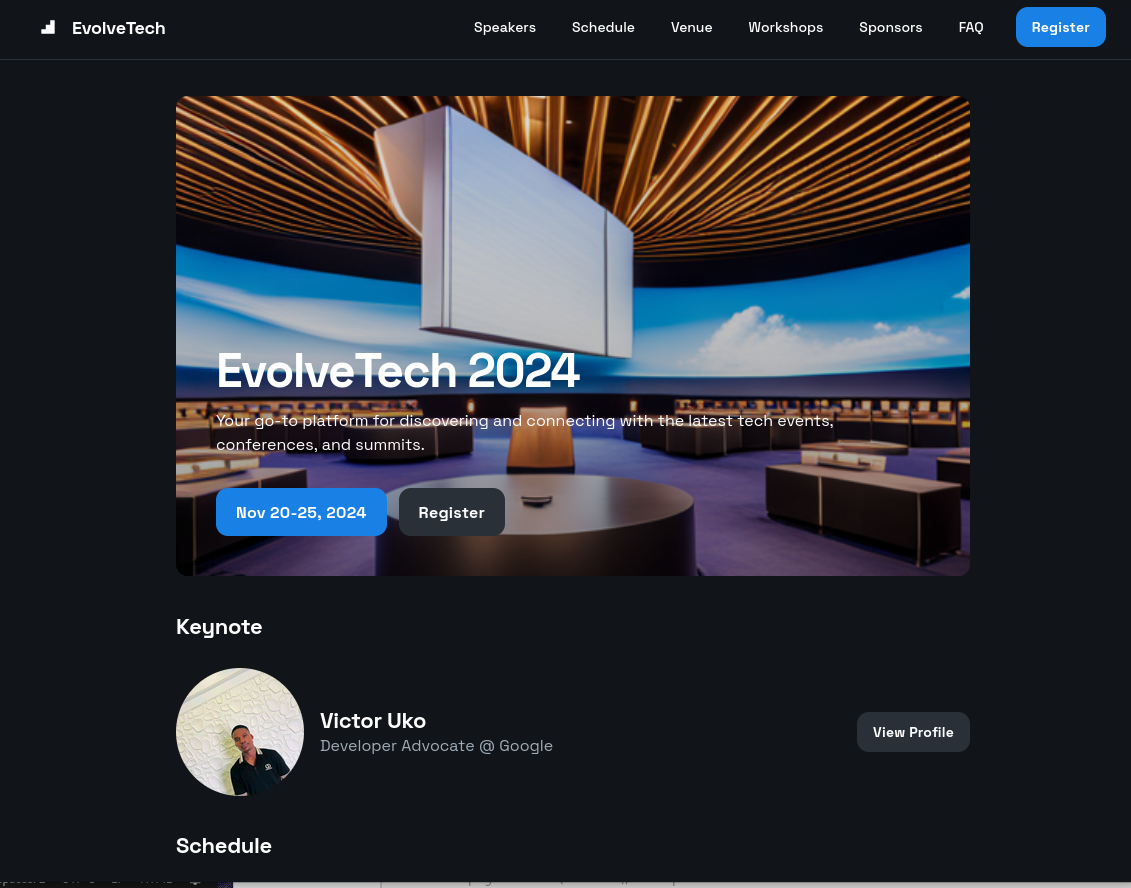 EvolveTech
Speakers
Schedule
Venue
Workshops
Sponsors
FAQ
Register
EvolveTech 2024
Your go-to platform for discovering and connecting with the latest tech events,
conferences, and summits.
Nov 20-25, 2024
Register
Keynote
Victor Uko
Developer Advocate @ Google
View Profile
Schedule